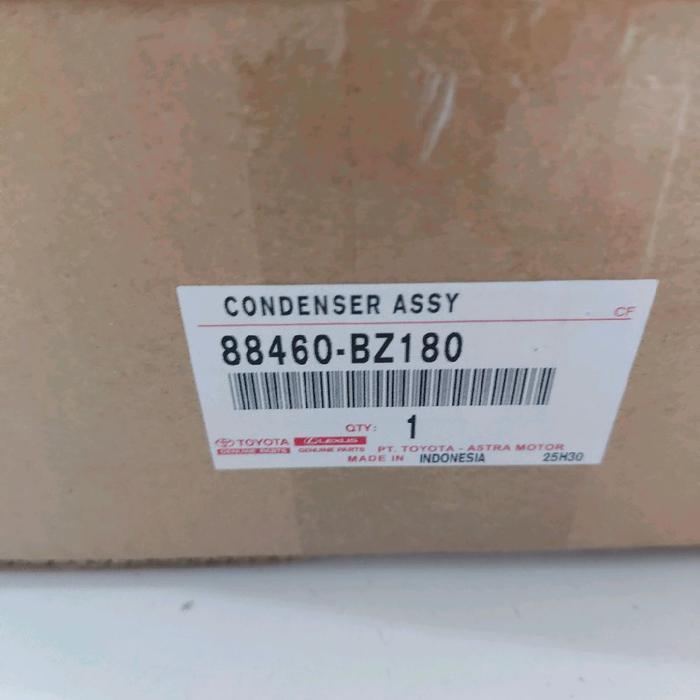 CONDENSER ASSY
CF
88460-BZ180
QTY: 1
TOYOTA LEXUS
GENUINE PARTS GENUINE PARTS PT. TOYOTA - ASTRA MOTOR
MADE IN INDONESIA 25H30